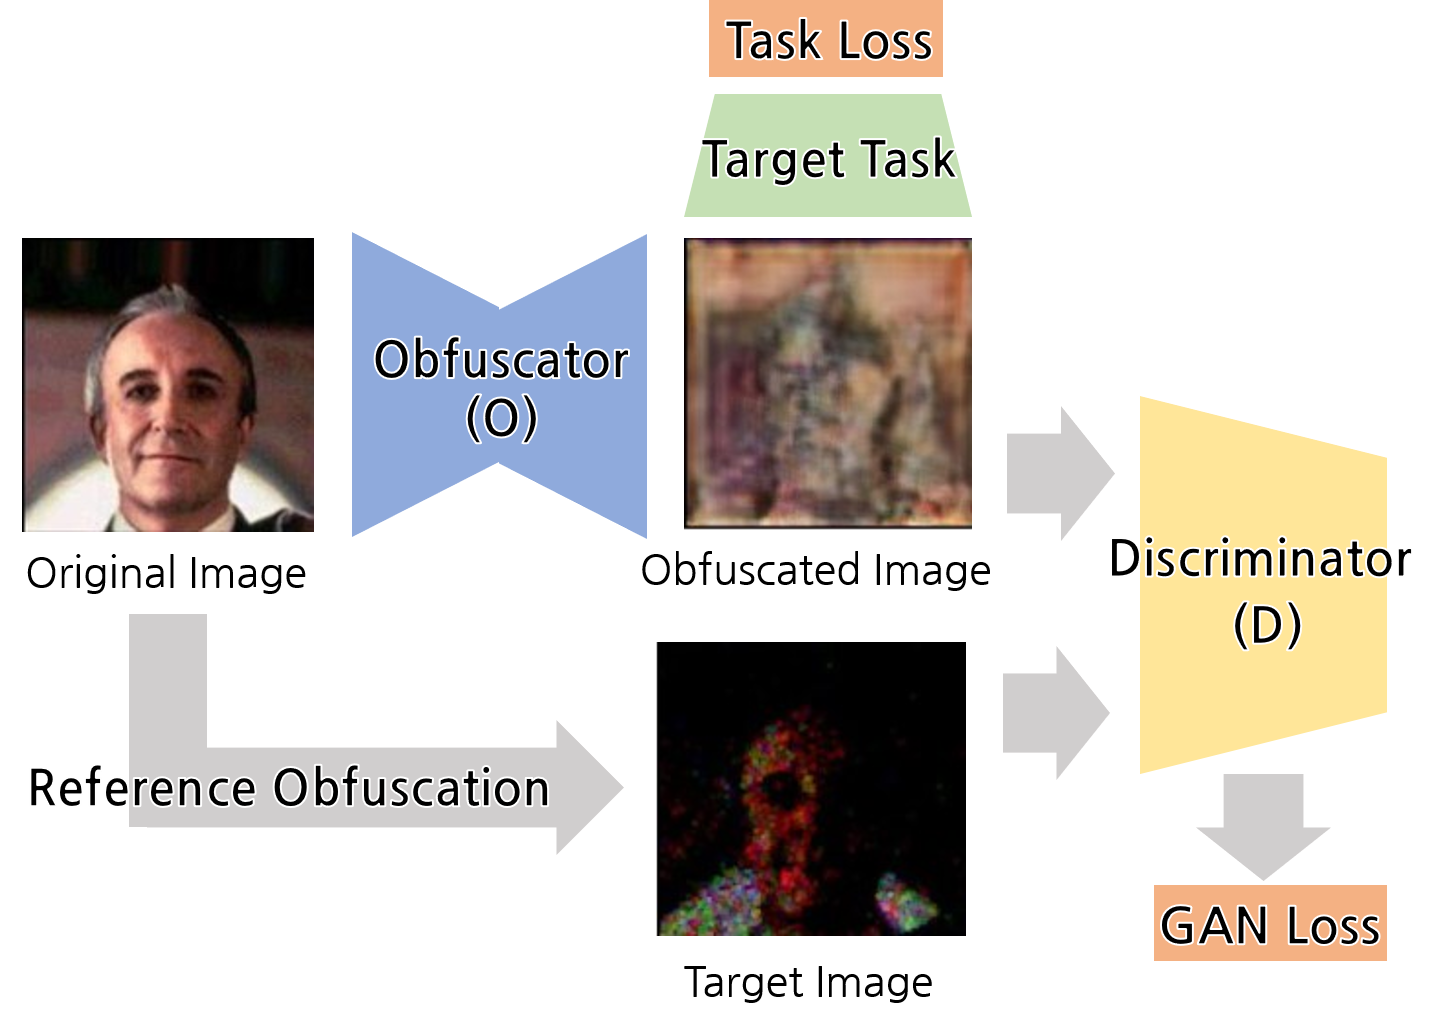 Task Loss
Target Task
Obfuscator
(O)
Original Image
Obfuscated Image
Discriminator
(D)
Reference Obfuscation
GAN Loss
Target Image